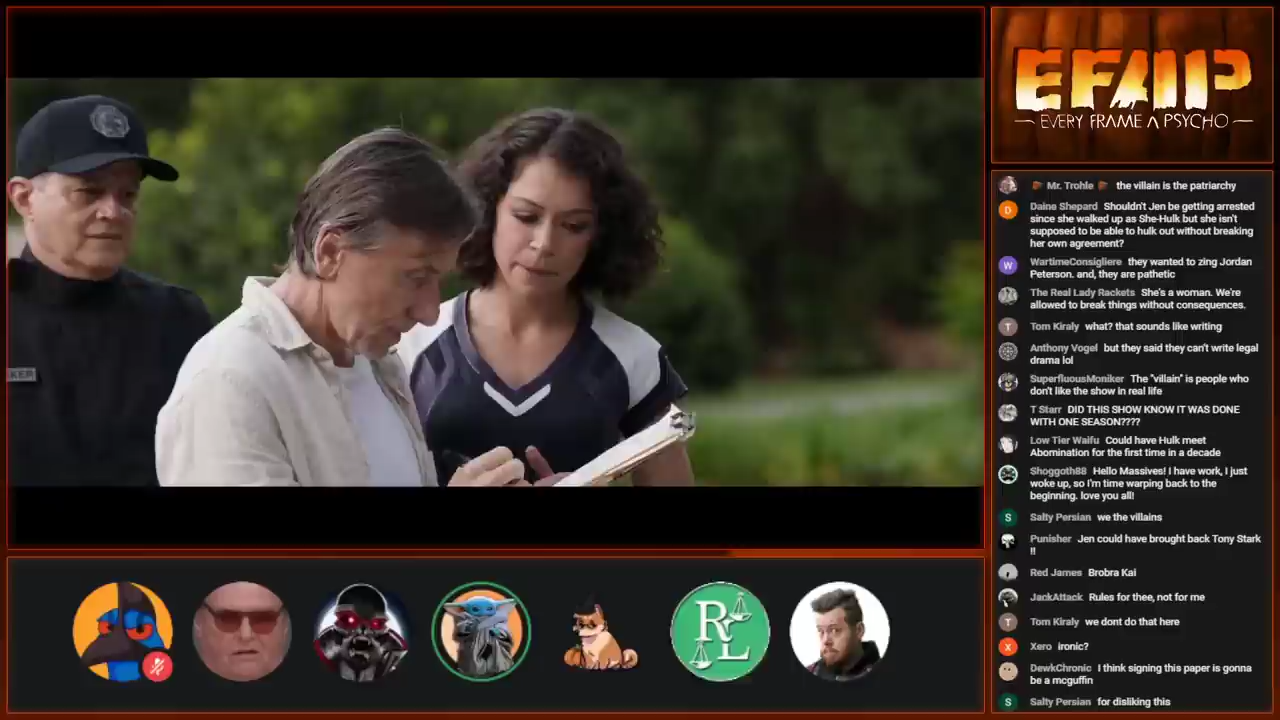 KER
EFAP
EVERY FRAME A PSYCHO
Mr. Trohle the villain is the patriarchy
Daine Shepard Shouldn't Jen be getting arrested
since she walked up as She-Hulk but she isn't
supposed to be able to hulk out without breaking
her own agreement?
WartimeConsigliere they wanted to zing Jordan
Peterson. and, they are pathetic
The Real Lady Rackets She's a woman. We're
allowed to break things without consequences.
Tom Kiraly what? that sounds like writing
Anthony Vogel but they said they can't write legal
drama lol
SuperfluousMoniker The "villain" is people who
don't like the show in real life
T Starr DID THIS SHOW KNOW IT WAS DONE
WITH ONE SEASON????
Low Tier Waifu Could have Hulk meet
Abomination for the first time in a decade
Shoggoth88 Hello Massives! I have work, I just
woke up, so I'm time warping back to the
beginning. love you all!
Salty Persian we the villains
Punisher Jen could have brought back Tony Stark
!!
Red James Brobra Kai
JackAttack Rules for thee, not for me
Tom Kiraly we dont do that here
Xero ironic?
DewkChronic I think signing this paper is gonna
be a mcguffin
Salty Persian for disliking this
D
W
T
S
T
X
S
R L